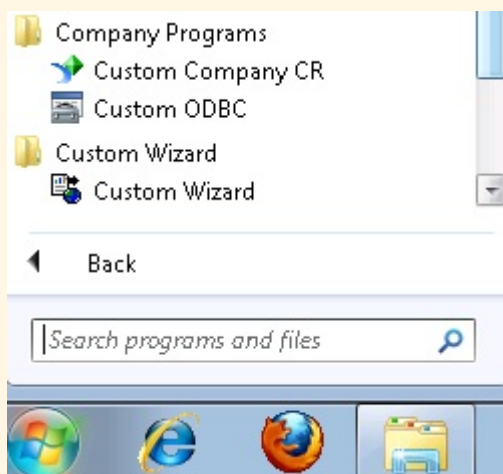 Company Programs
Custom Company CR
Custom ODBC
Custom Wizard
Custom Wizard
Back
Search programs and files